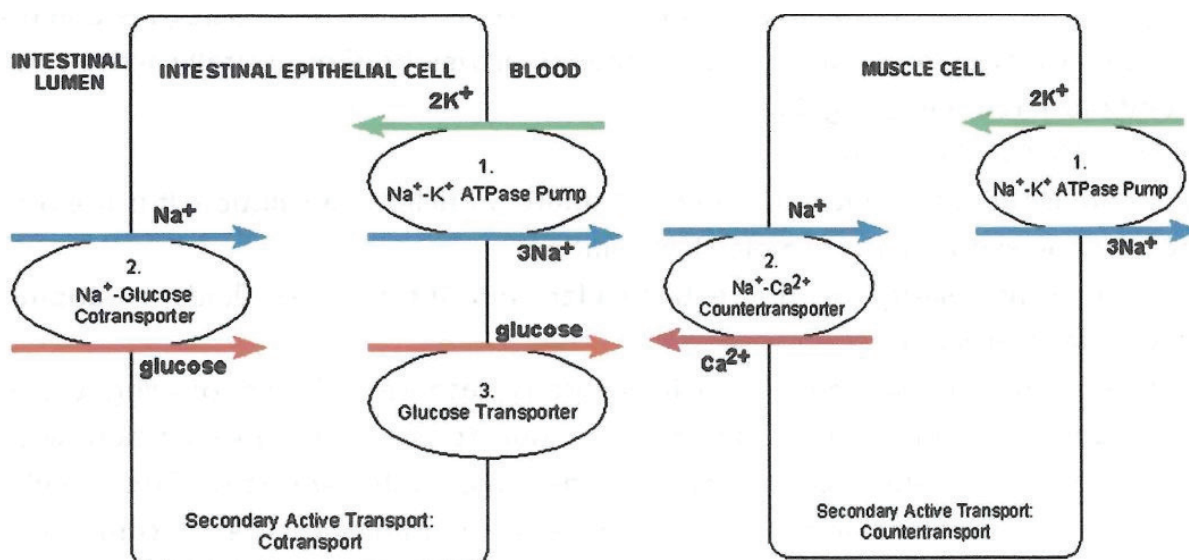 INTESTINAL
LUMEN
INTESTINAL EPITHELIAL CELL
BLOOD
2K⁺
1.
Na⁺-K⁺ ATPase Pump
3Na⁺
Na⁺
2.
Na⁺-Glucose
Cotransporter
glucose
glucose
3.
Glucose Transporter
Secondary Active Transport:
Cotransport
MUSCLE CELL
2K⁺
1.
Na⁺-K⁺ ATPase Pump
3Na⁺
Na⁺
2.
Na⁺-Ca²⁺
Countertransporter
Ca²⁺
Secondary Active Transport:
Countertransport